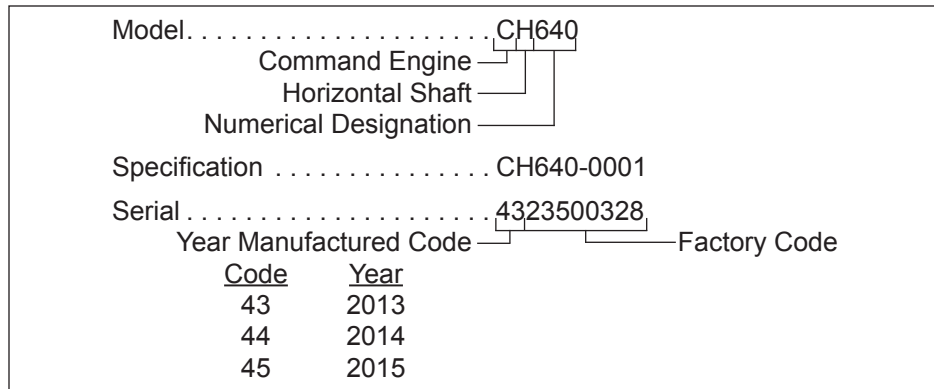 Model. . . . . . . . . . . . . . . . . . . . . CH640
Command Engine
Horizontal Shaft
Numerical Designation
Specification . . . . . . . . . . . . . . . CH640-0001
Serial . . . . . . . . . . . . . . . . . . . . . 4323500328
Year Manufactured Code Factory Code
Code Year
43 2013
44 2014
45 2015